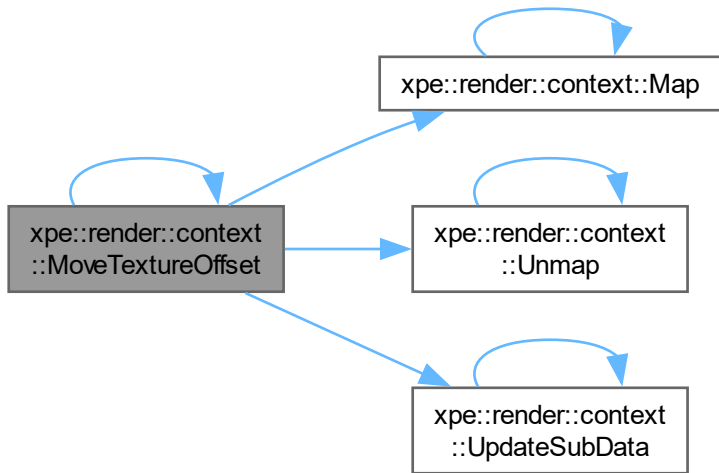 xpe::render::context::Map
xpe::render::context
::MoveTextureOffset
xpe::render::context
::Unmap
xpe::render::context
::UpdateSubData